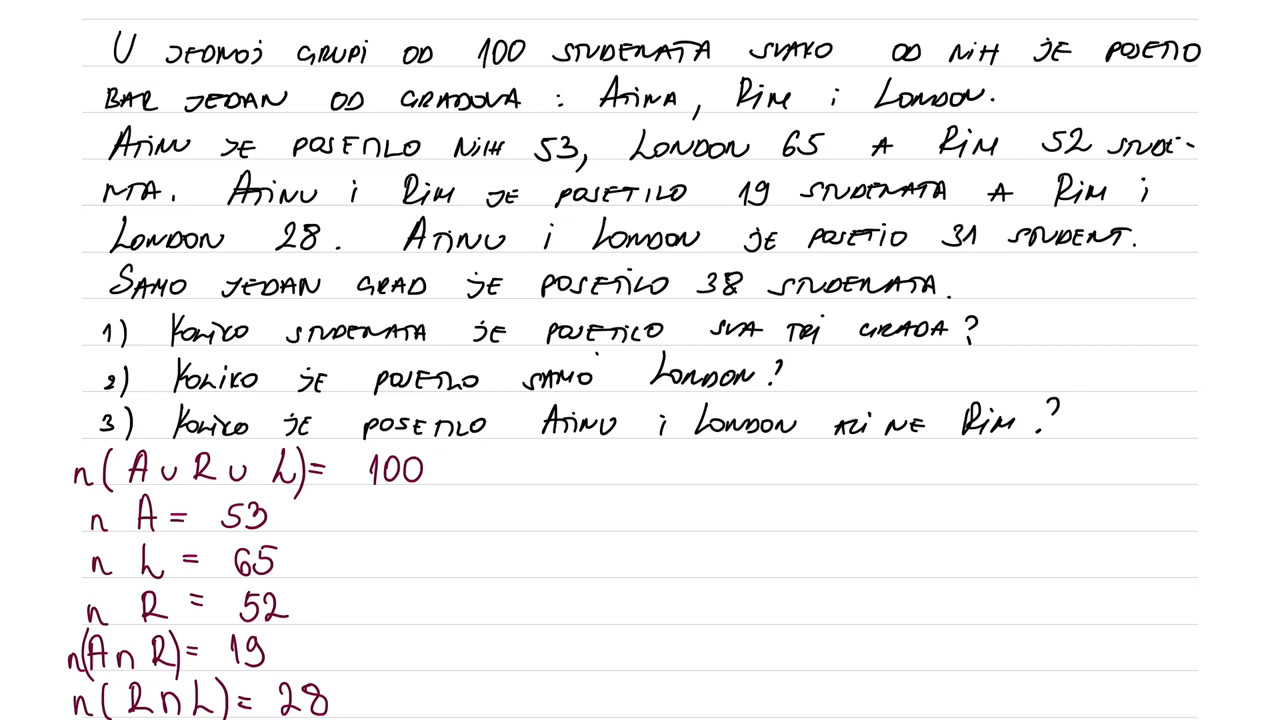 U JEDNOJ GRUPI OD 100 STUDENATA SVAKO OD NJIH JE POSETIO
BAR JEDAN OD GRADOVA : ATINA, RIM i LONDON.
ATINU JE POSETILO NJIH 53, LONDON 65 A RIM 52 STUDE-
NTA. ATINU i RIM JE POSETILO 19 STUDENATA A RIM i
LONDON 28. ATINU i LONDON JE POSETIO 31 STUDENT.
SAMO JEDAN GRAD JE POSETILO 38 STUDENATA.
1) KOLIKO STUDENATA JE POSETILO SVA TRI GRADA?
2) KOLIKO JE POSETILO SAMO LONDON?
3) KOLIKO JE POSETILO ATINU i LONDON ALI NE RIM?
n( A ∪ R ∪ L)= 100
n A = 53
n L = 65
n R = 52
n(A ∩ R)= 19
n( R ∩ L)= 28